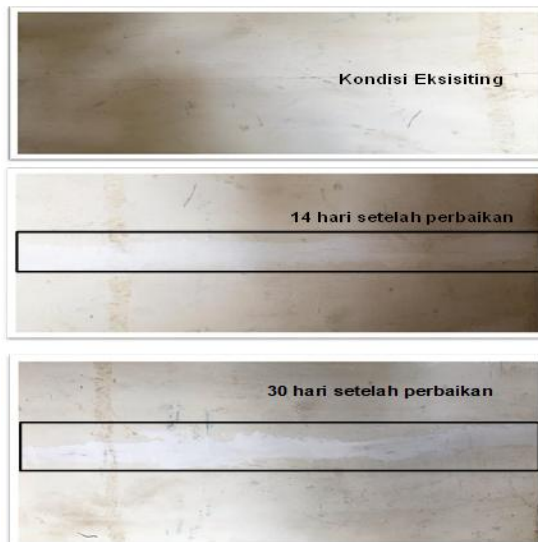 Kondisi Eksisiting
14 hari setelah perbaikan
30 hari setelah perbaikan